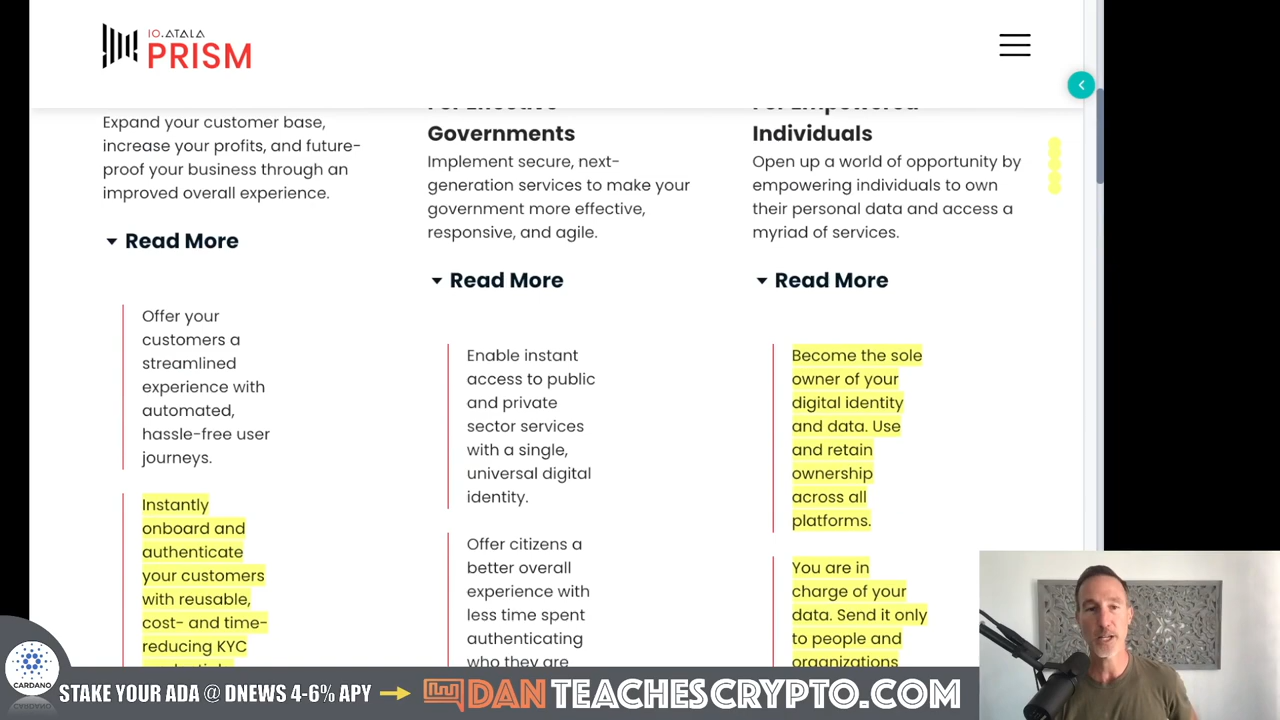 IO.ATALA
PRISM
Expand your customer base,
increase your profits, and future-
proof your business through an
improved overall experience.
Read More
Offer your
customers a
streamlined
experience with
automated,
hassle-free user
journeys.
Instantly
onboard and
authenticate
your customers
with reusable,
cost- and time-
reducing KYC
For Effective
Governments
Implement secure, next-
generation services to make your
government more effective,
responsive, and agile.
Read More
Enable instant
access to public
and private
sector services
with a single,
universal digital
identity.
Offer citizens a
better overall
experience with
less time spent
authenticating
who they are
For Empowered
Individuals
Open up a world of opportunity by
empowering individuals to own
their personal data and access a
myriad of services.
Read More
Become the sole
owner of your
digital identity
and data. Use
and retain
ownership
across all
platforms.
You are in
charge of your
data. Send it only
to people and
organizations
CARDANO
STAKE YOUR ADA @ DNEWS 4-6% APY
DANTEACHESCRYPTO.COM